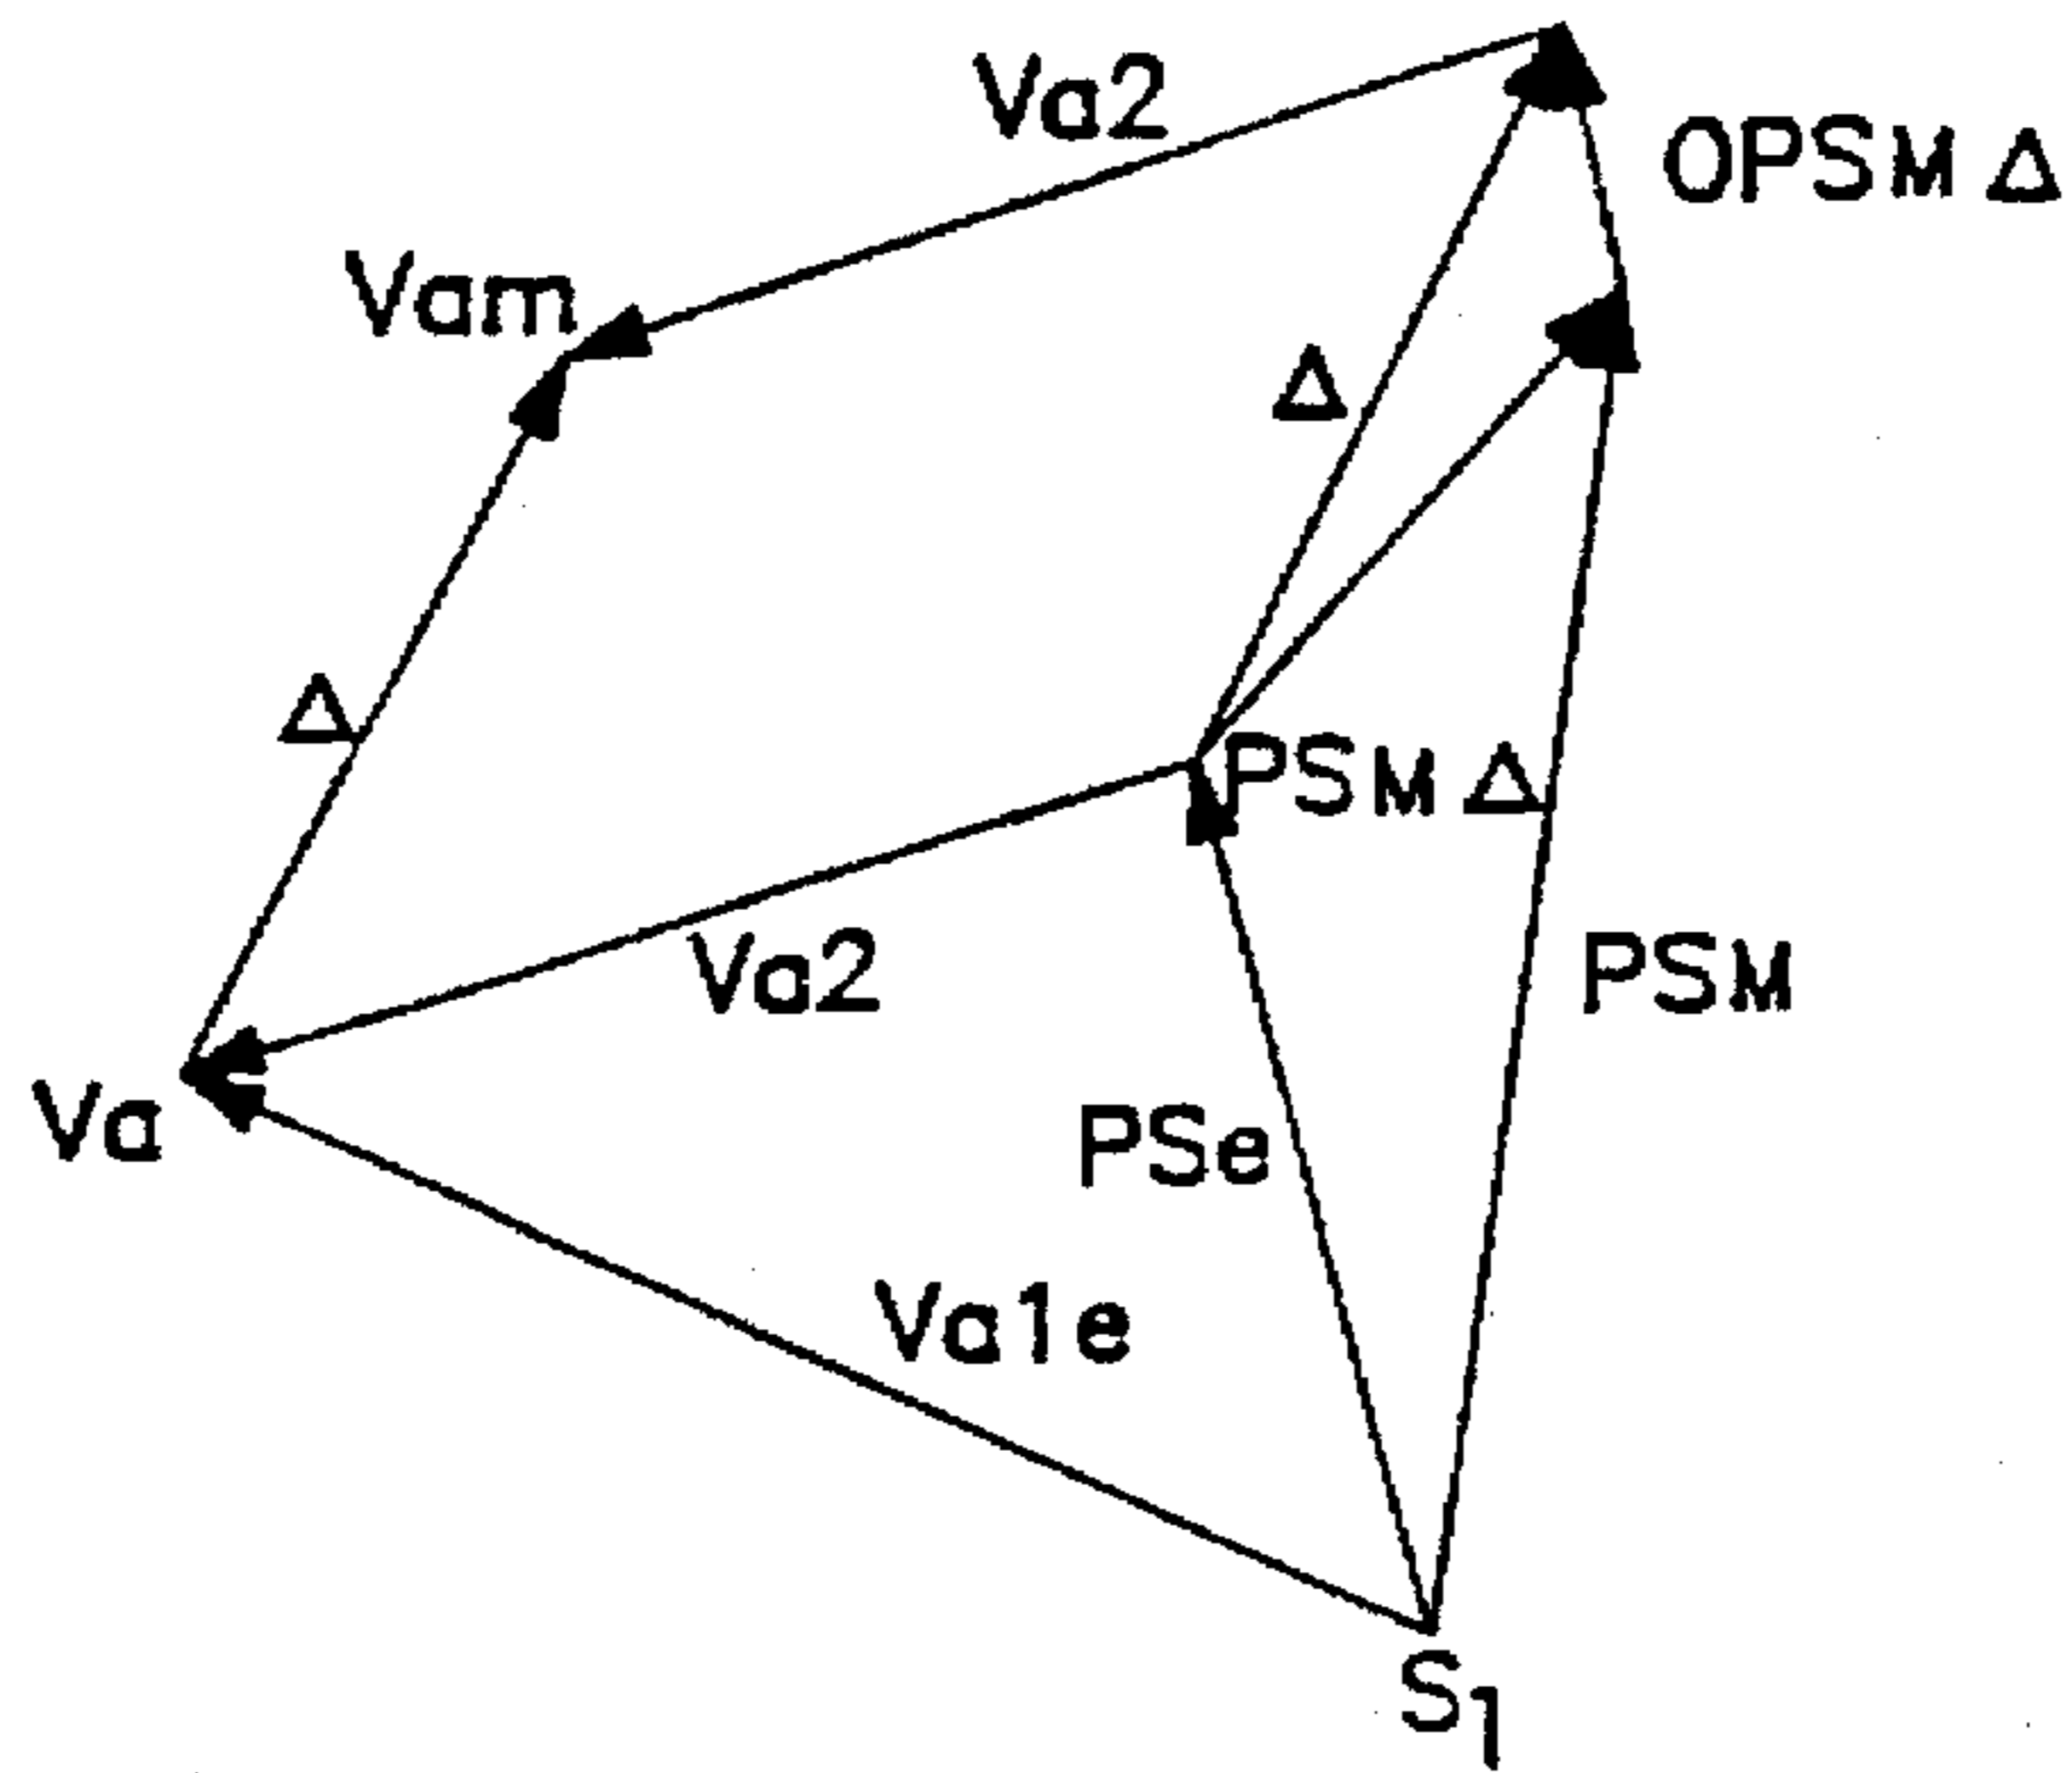 Va2
OPSM Δ
Vam
Δ
Δ
PSM Δ
Va2
PSM
Va
PSe
Va1e
S1